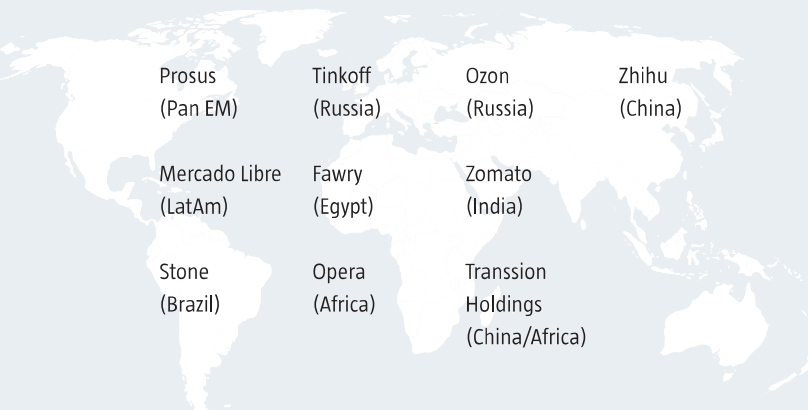 Prosus
(Pan EM)
Tinkoff
(Russia)
Ozon
(Russia)
Zhihu
(China)
Mercado Libre
(LatAm)
Fawry
(Egypt)
Zomato
(India)
Stone
(Brazil)
Opera
(Africa)
Transsion
Holdings
(China/Africa)